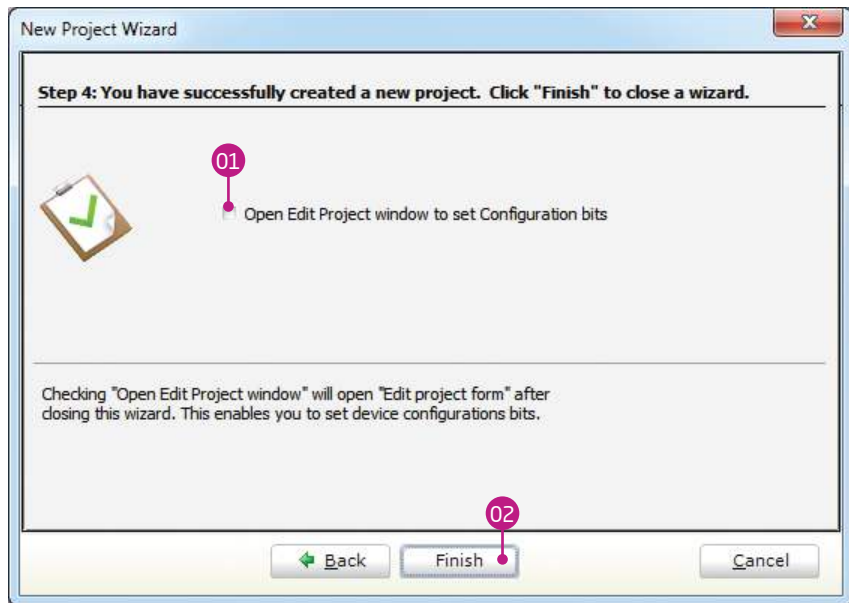 New Project Wizard
Step 4: You have successfully created a new project. Click "Finish" to close a wizard.
01
Open Edit Project window to set Configuration bits
Checking "Open Edit Project window" will open "Edit project form" after
closing this wizard. This enables you to set device configurations bits.
02
Back Finish Cancel